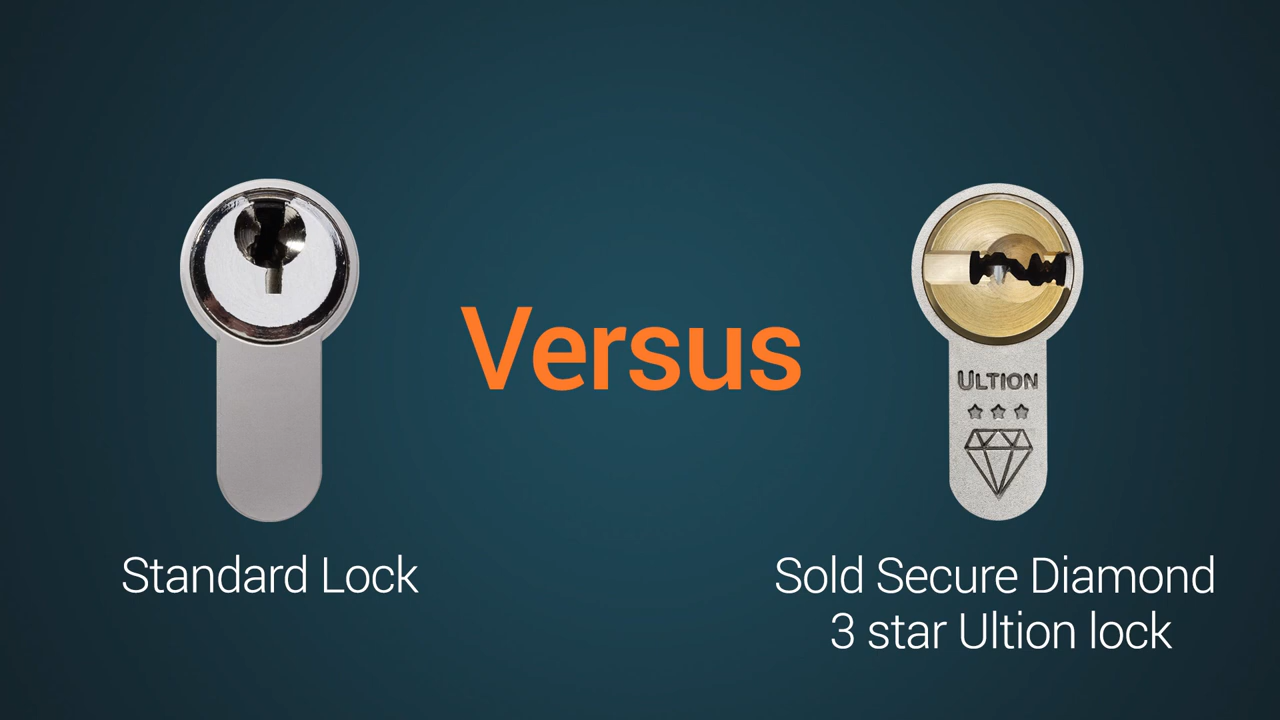 Versus
ULTION
Standard Lock
Sold Secure Diamond
3 star Ultion lock